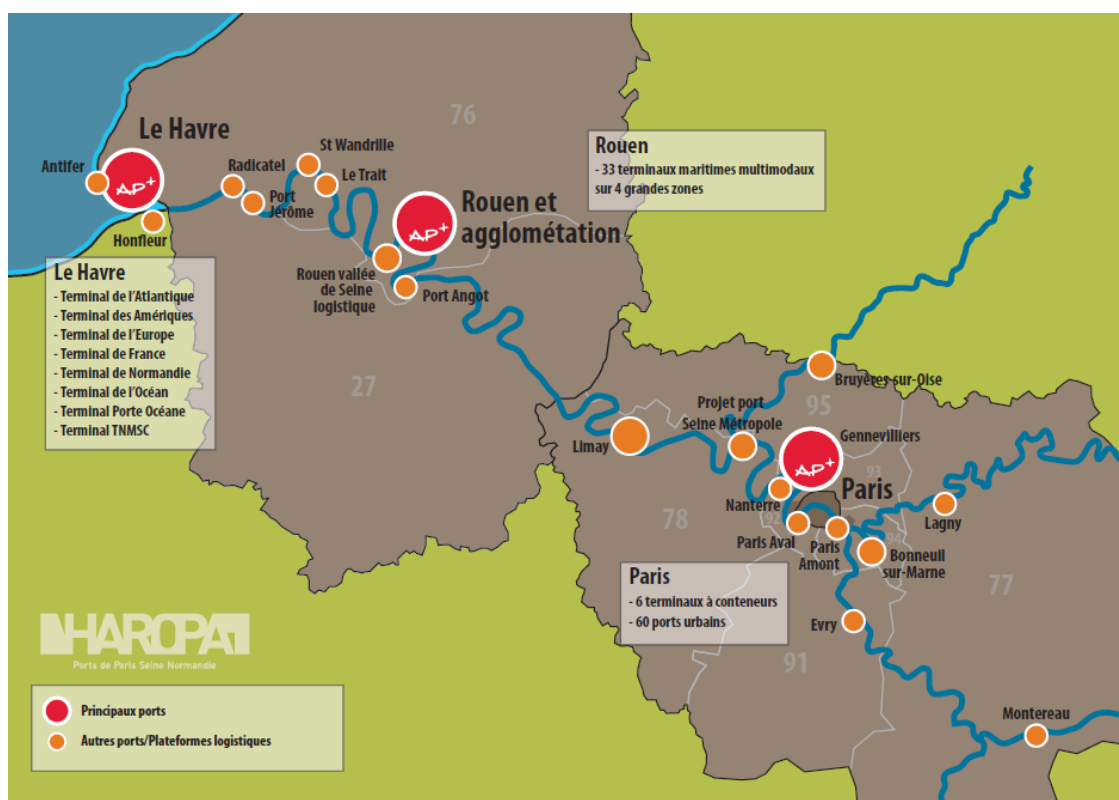 76
Le Havre
Antifer
AP+
Honfleur
Radicatel
Port
Jérôme
St Wandrille
Le Trait
AP+
Rouen et
agglométation
Rouen vallée
de Seine
logistique
Port Angot
Rouen
- 33 terminaux maritimes multimodaux
sur 4 grandes zones
Le Havre
- Terminal de l'Atlantique
- Terminal des Amériques
- Terminal de l'Europe
- Terminal de France
- Terminal de Normandie
- Terminal de l'Océan
- Terminal Porte Océane
- Terminal TNMSC
27
Bruyères-sur-Oise
95
Projet port
Seine Métropole
Limay
Gennevilliers
AP+
93
Paris
Nanterre
92
78
Paris Aval
Paris
Amont
94
Lagny
Bonneuil
sur-Marne
77
Paris
- 6 terminaux à conteneurs
- 60 ports urbains
Evry
91
Montereau
HAROPA
Ports de Paris Seine Normandie
Principaux ports
Autres ports/Plateformes logistiques